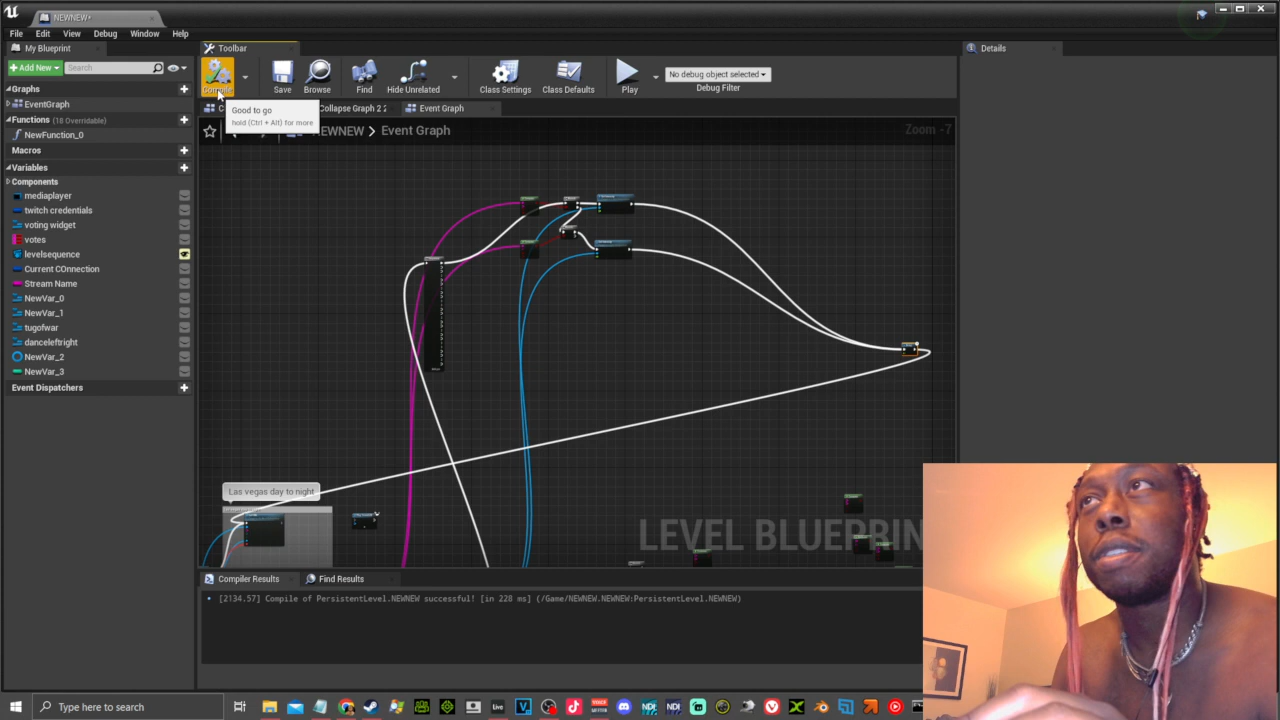 NEWNEW*
File Edit View Debug Window Help
My Blueprint
Toolbar
Details
Add New
Search
Compile
Save
Browse
Find
Hide Unrelated
Class Settings
Class Defaults
Play
No debug object selected
Debug Filter
Graphs
EventGraph
Functions (18 Overridable)
NewFunction_0
Macros
Variables
Components
mediaplayer
twitch credentials
voting widget
votes
levelsequence
Current COnnection
Stream Name
NewVar_0
NewVar_1
tugofwar
danceleftright
NewVar_2
NewVar_3
Event Dispatchers
Good to go
hold (Ctrl + Alt) for more
Collapse Graph 2 2
Event Graph
NEWNEW > Event Graph
Zoom -7
Las vegas day to night
LEVEL BLUEPRIN
Compiler Results
Find Results
[2134.57] Compile of PersistentLevel.NEWNEW successful! [in 228 ms] (/Game/NEWNEW.NEWNEW:PersistentLevel.NEWNEW)
Type here to search
Live
NDI
NDI